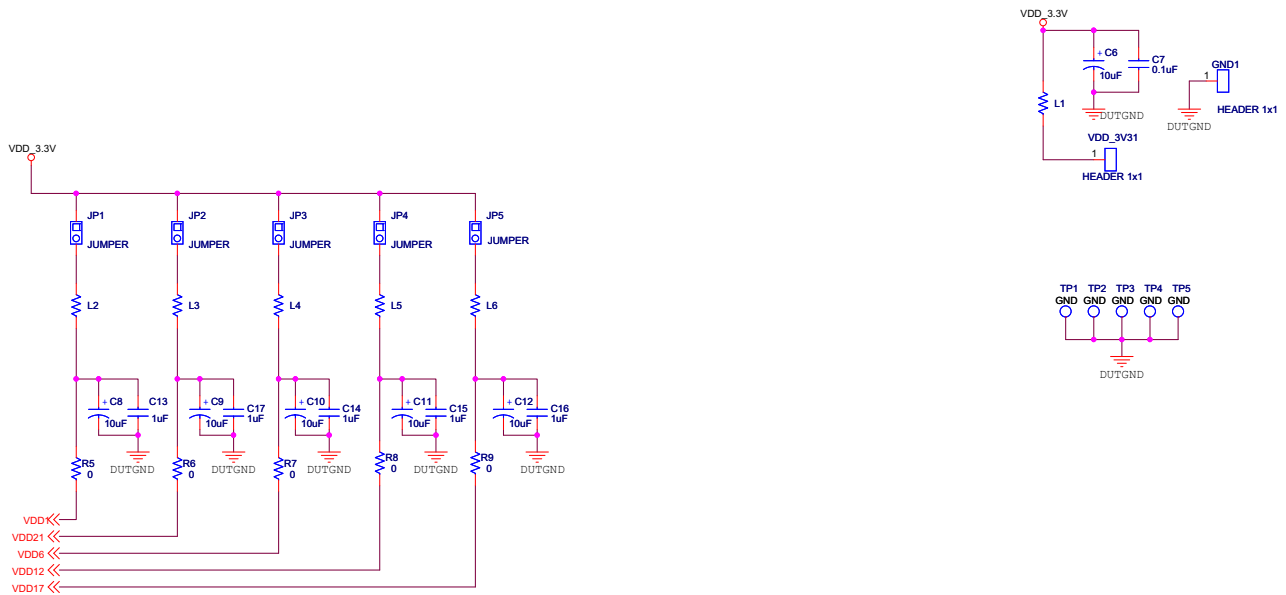 VDD_3.3V
C6
10uF
C7
0.1uF
GND1
1
HEADER 1x1
DUTGND
DUTGND
L1
VDD_3V31
1
HEADER 1x1
VDD_3.3V
JP1
JUMPER
JP2
JUMPER
JP3
JUMPER
JP4
JUMPER
JP5
JUMPER
L2
L3
L4
L5
L6
TP1
GND
TP2
GND
TP3
GND
TP4
GND
TP5
GND
DUTGND
+
C8
10uF
C13
1uF
+
C9
10uF
C17
1uF
+
C10
10uF
C14
1uF
+
C11
10uF
C15
1uF
+
C12
10uF
C16
1uF
DUTGND
DUTGND
DUTGND
DUTGND
DUTGND
R5
0
R6
0
R7
0
R8
0
R9
0
VDD1
VDD21
VDD6
VDD12
VDD17